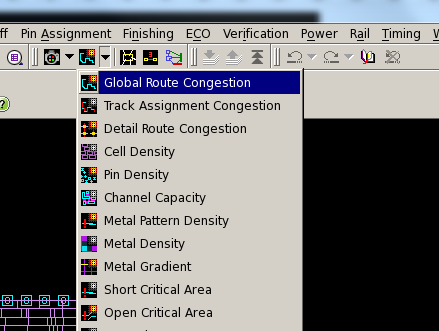 ff Pin Assignment Finishing ECO Verification Power Rail Timing W
Global Route Congestion
Track Assignment Congestion
Detail Route Congestion
Cell Density
Pin Density
Channel Capacity
Metal Pattern Density
Metal Density
Metal Gradient
Short Critical Area
Open Critical Area